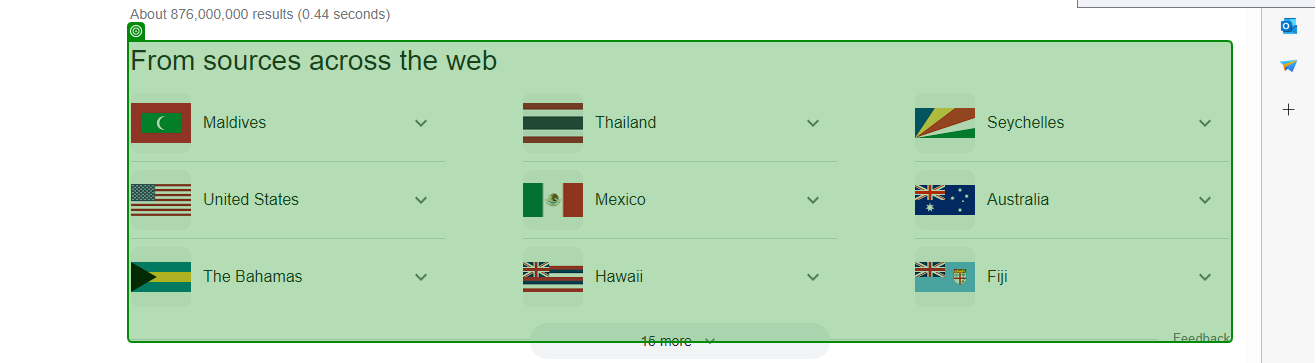 About 876,000,000 results (0.44 seconds)
From sources across the web
Maldives
Thailand
Seychelles
United States
Mexico
Australia
The Bahamas
Hawaii
Fiji
15 more
Feedback